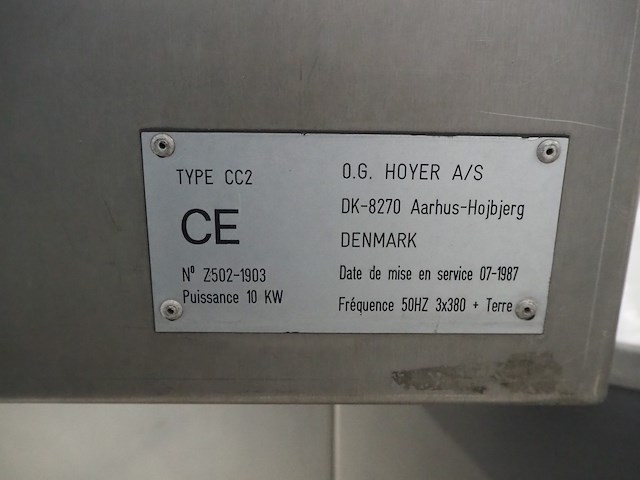 TYPE CC2
CE
Nº Z502-1903
Puissance 10 KW
O.G. HOYER A/S
DK-8270 Aarhus-Hojbjerg
DENMARK
Date de mise en service 07-1987
Fréquence 50HZ 3x380 + Terre